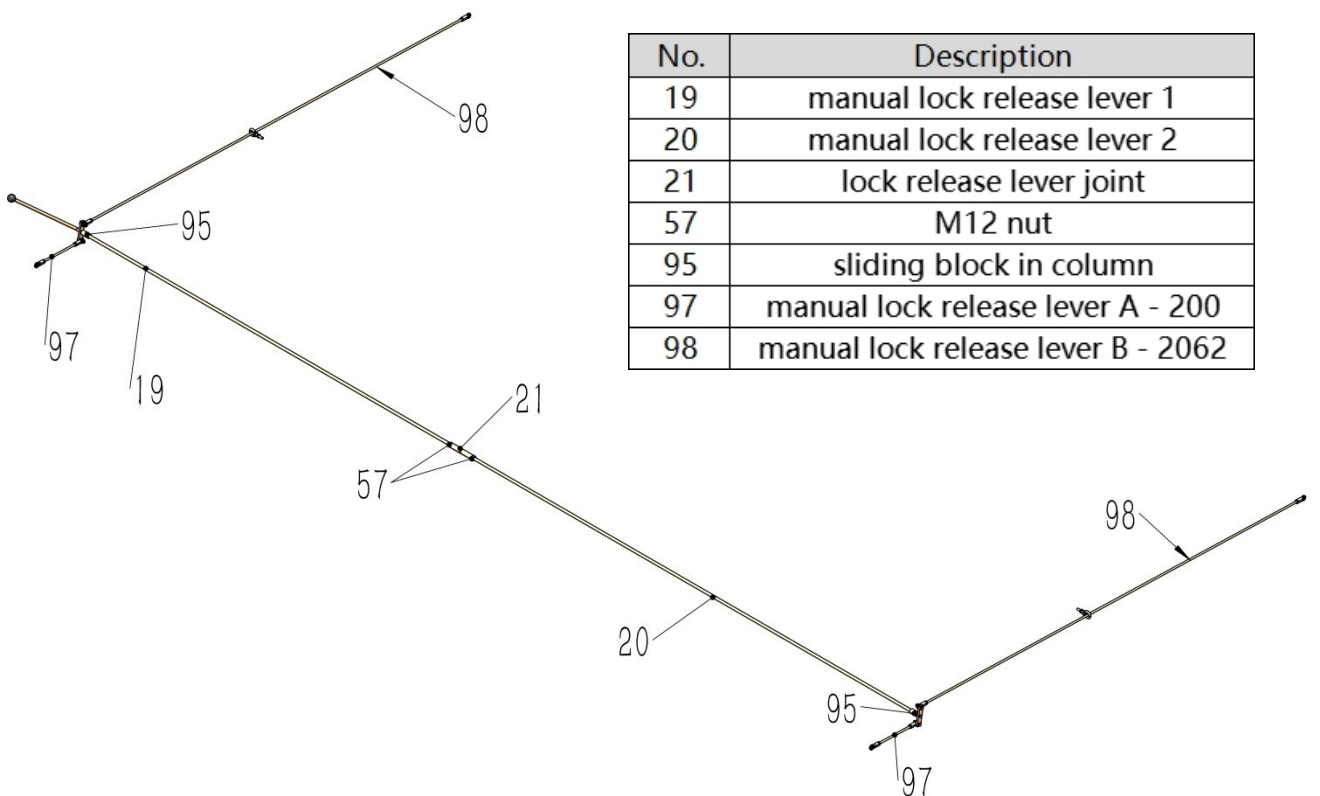 98
95
97
19
21
57
20
98
95
97
No. Description
19 manual lock release lever 1
20 manual lock release lever 2
21 lock release lever joint
57 M12 nut
95 sliding block in column
97 manual lock release lever A - 200
98 manual lock release lever B - 2062